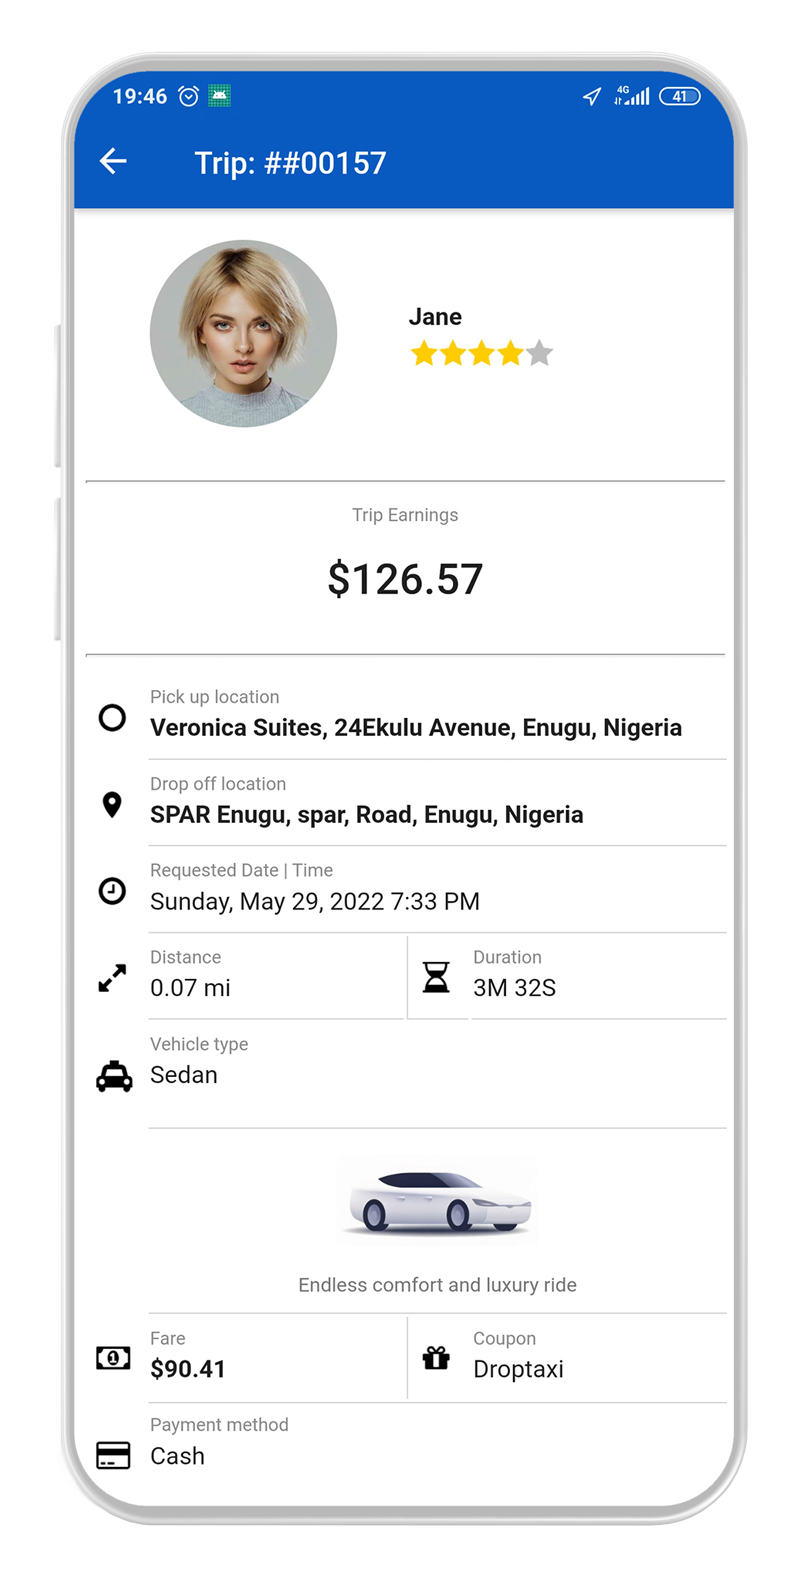 19:46
4G
41
Trip: ##00157
Jane
Trip Earnings
$126.57
Pick up location
Veronica Suites, 24Ekulu Avenue, Enugu, Nigeria
Drop off location
SPAR Enugu, spar, Road, Enugu, Nigeria
Requested Date | Time
Sunday, May 29, 2022 7:33 PM
Distance
0.07 mi
Duration
3M 32S
Vehicle type
Sedan
Endless comfort and luxury ride
Fare
$90.41
Coupon
Droptaxi
Payment method
Cash